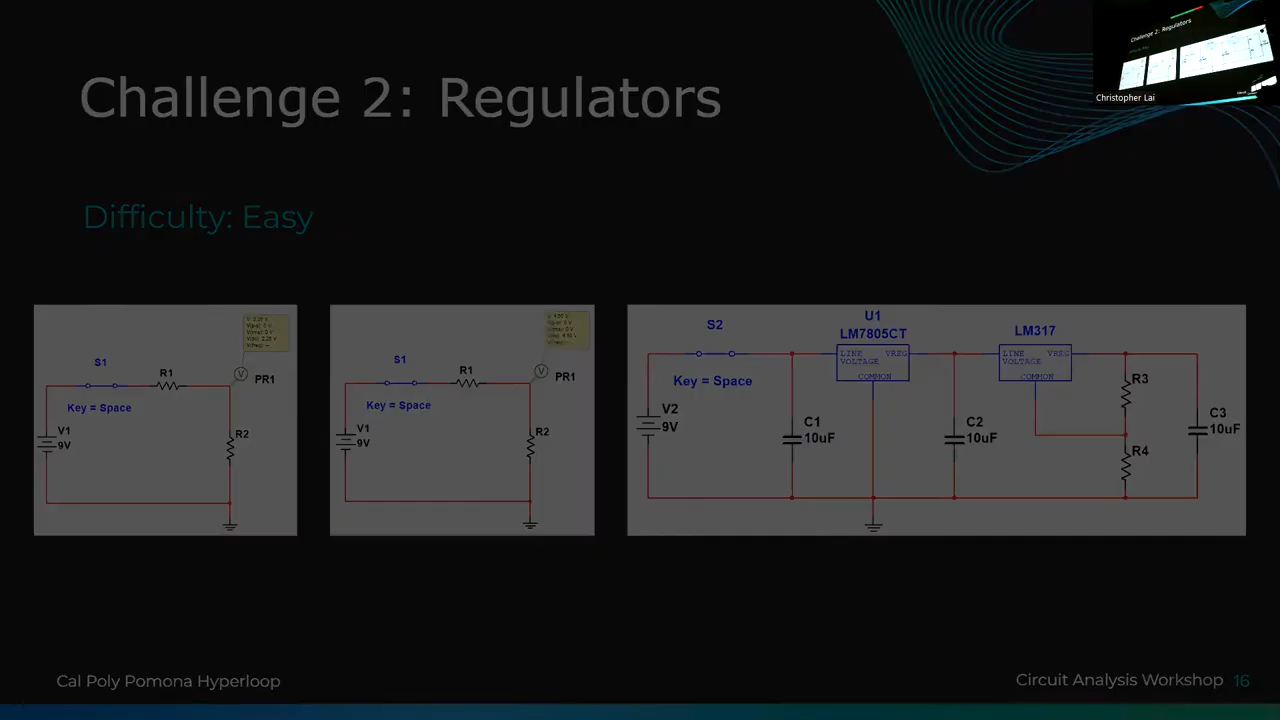 Challenge 2: Regulators
Christopher Lai
Difficulty: Easy
S1
R1
PR1
Key = Space
V1
9V
R2
S1
R1
PR1
Key = Space
V1
9V
R2
S2
Key = Space
V2
9V
C1
10uF
U1
LM7805CT
LINE VREG
VOLTAGE
COMMON
C2
10uF
LM317
LINE VREG
VOLTAGE
COMMON
R3
R4
C3
10uF
Cal Poly Pomona Hyperloop
Circuit Analysis Workshop 16